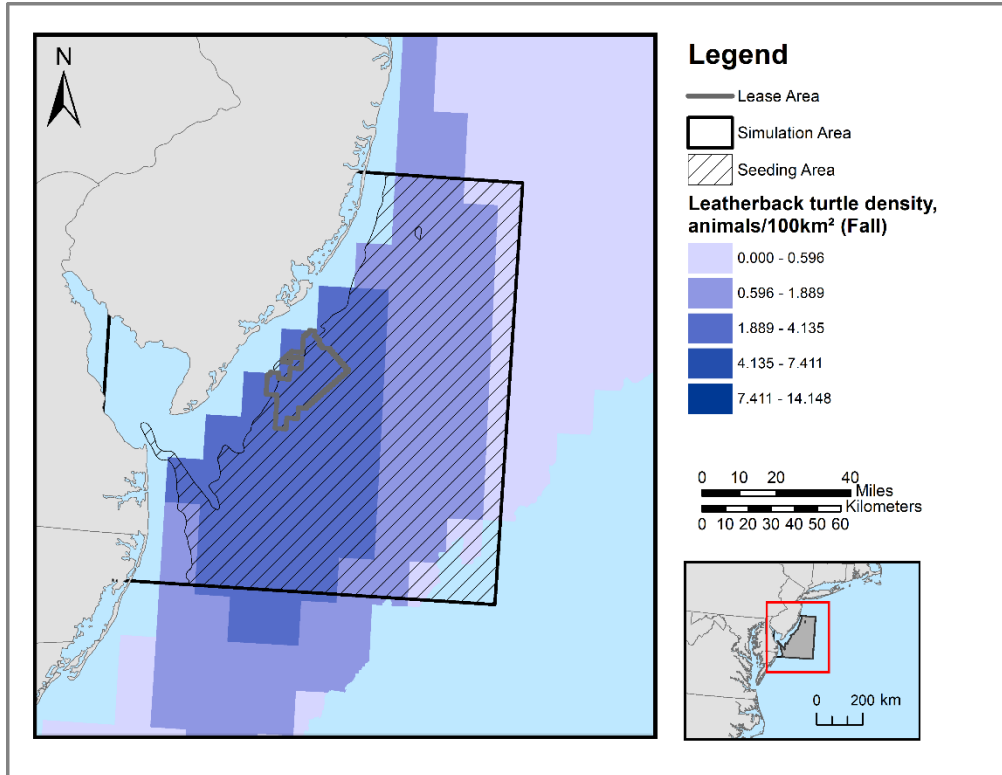 N
Legend
Lease Area
Simulation Area
Seeding Area
Leatherback turtle density,
animals/100km² (Fall)
0.000 - 0.596
0.596 - 1.889
1.889 - 4.135
4.135 - 7.411
7.411 - 14.148
0 10 20 40
Miles
Kilometers
0 10 20 30 40 50 60
0 200 km